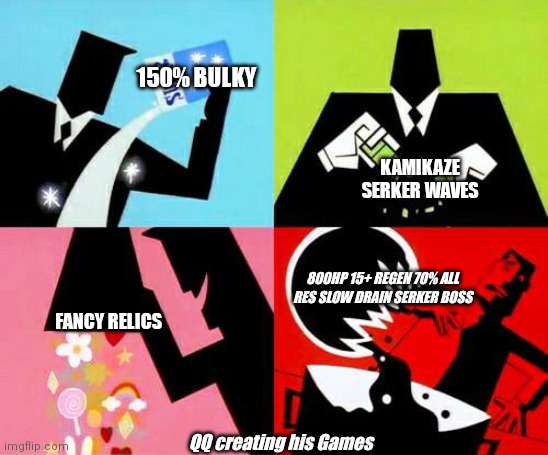 150% BULKY
KAMIKAZE
SERKER WAVES
FANCY RELICS
800HP 15+ REGEN 70% ALL
RES SLOW DRAIN SERKER BOSS
QQ creating his Games
imgflip.com